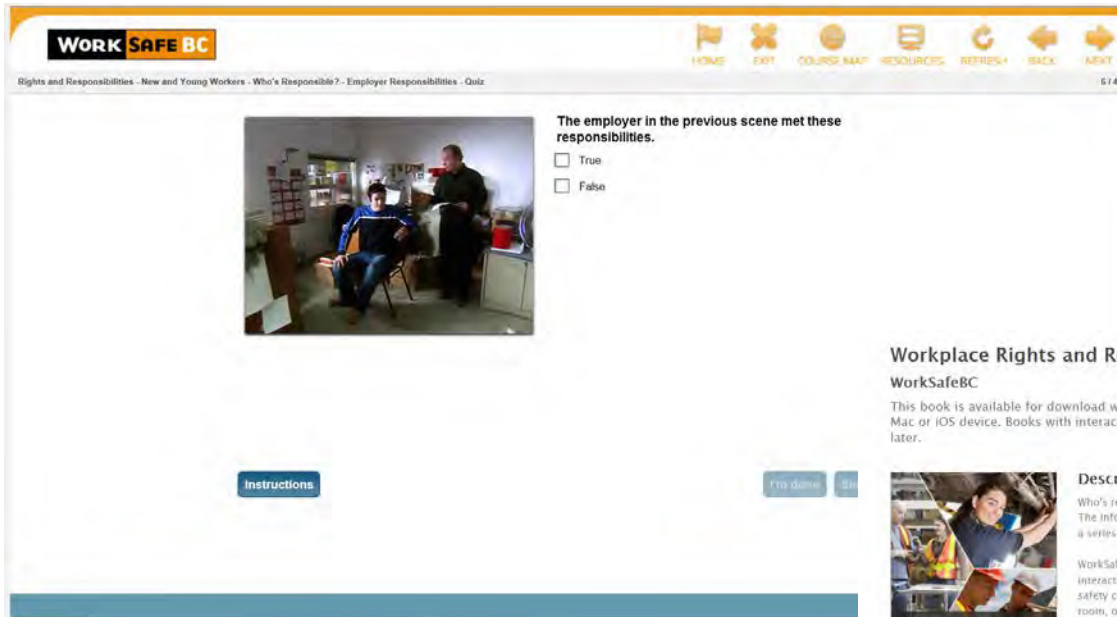 WORK SAFE BC
HOME EXIT COURSE MAP RESOURCES REFRESH BACK NEXT
Rights and Responsibilities - New and Young Workers - Who's Responsible? - Employer Responsibilities - Quiz
6 / 4
The employer in the previous scene met these
responsibilities.
True
False
Instructions
I'm done
Workplace Rights and R
WorkSafeBC
This book is available for download w
Mac or iOS device. Books with interac
later.
Descr
Who's re
The info
a series
WorkSaf
interact
safety c
room, o